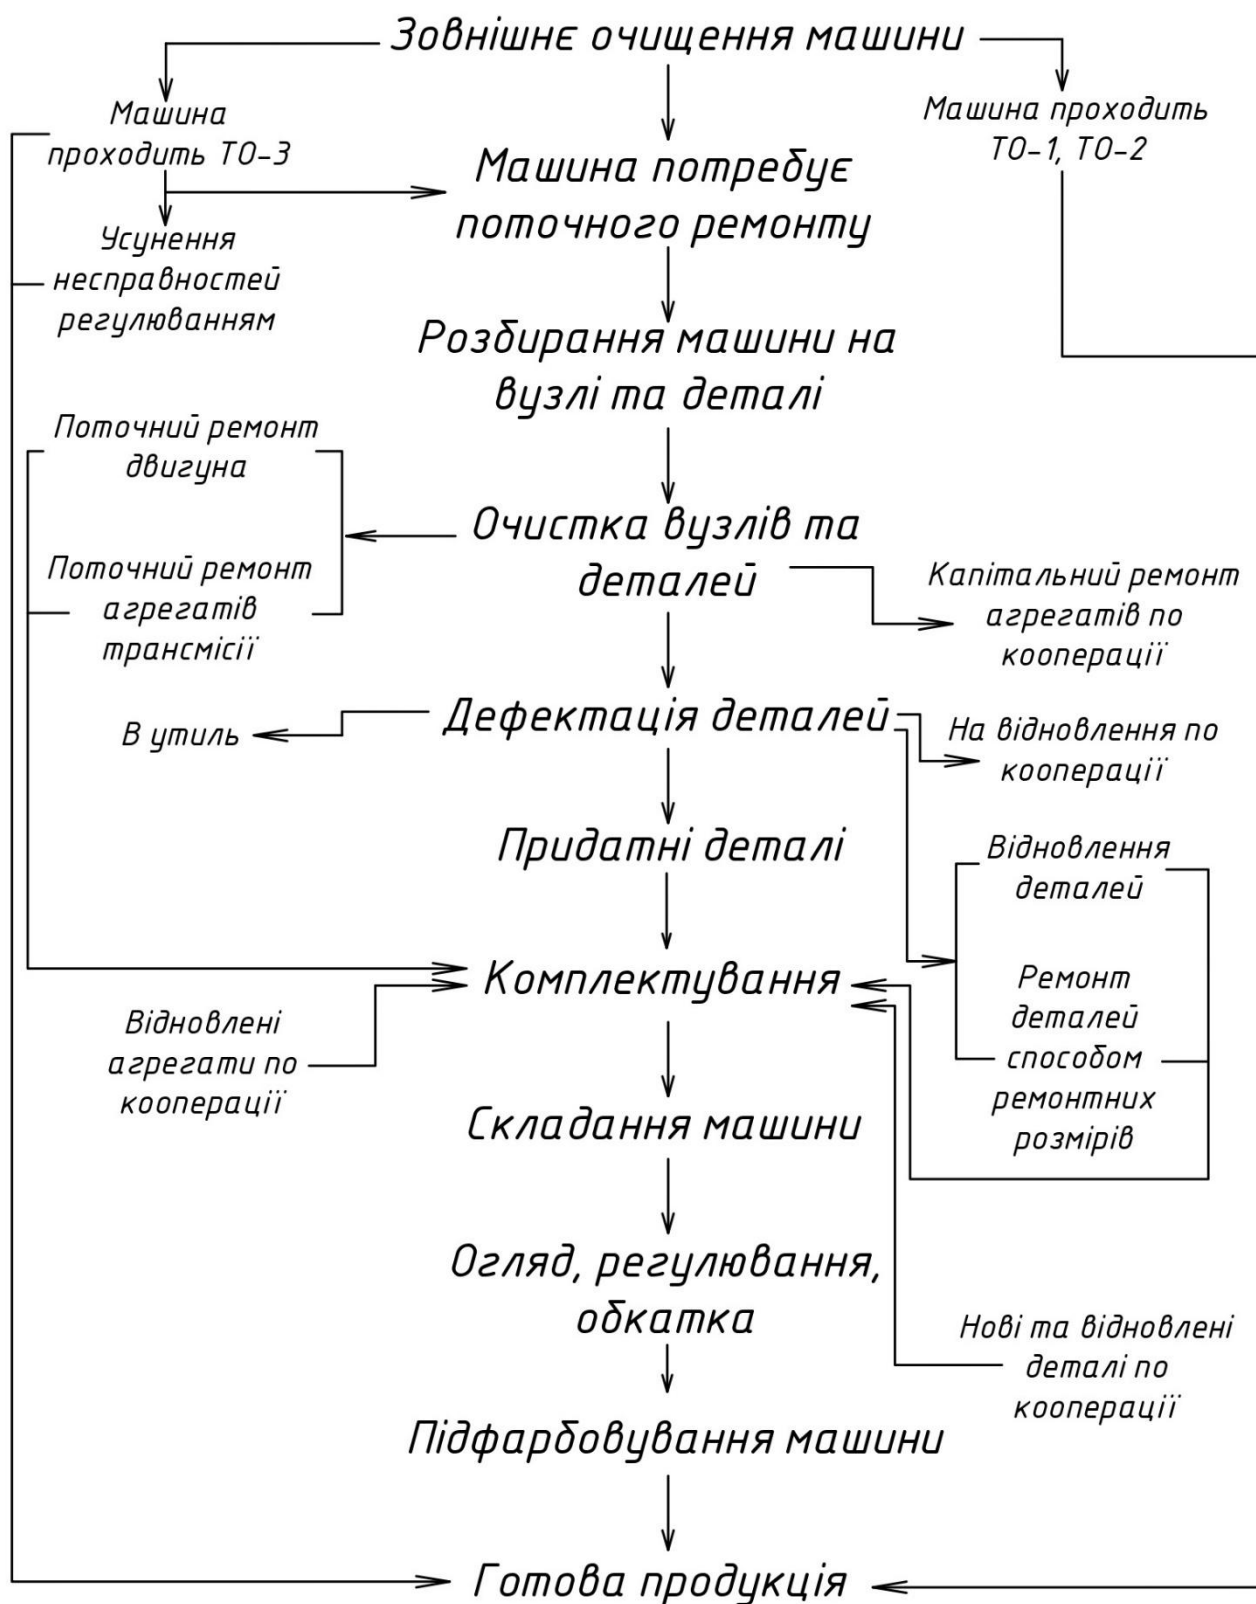 Зовнішнє очищення машини
Машина
проходить ТО-3
Машина проходить
ТО-1, ТО-2
Машина потребує
поточного ремонту
Усунення
несправностей
регулюванням
Розбирання машини на
вузлі та деталі
Поточний ремонт
двигуна
Очистка вузлів та
деталей
Поточний ремонт
агрегатів
трансмісії
Капітальний ремонт
агрегатів по
кооперації
Дефектація деталей
В утиль
На відновлення по
кооперації
Придатні деталі
Відновлення
деталей
Комплектування
Ремонт
деталей
способом
ремонтних
розмірів
Відновлені
агрегати по
кооперації
Складання машини
Огляд, регулювання,
обкатка
Нові та відновлені
деталі по
кооперації
Підфарбовування машини
Готова продукція